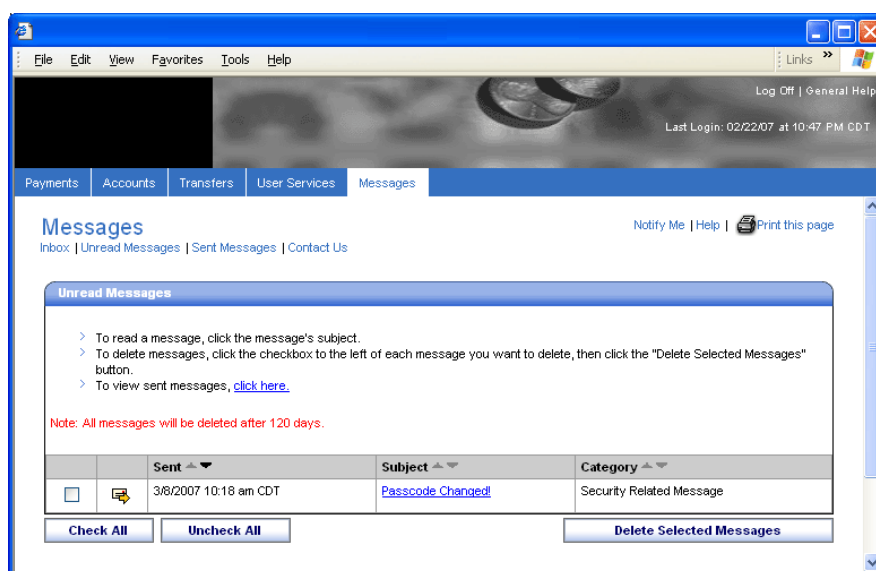 File Edit View Favorites Tools Help Links »
Log Off | General Help
Last Login: 02/22/07 at 10:47 PM CDT
Payments Accounts Transfers User Services Messages
Messages
Notify Me | Help | Print this page
Inbox | Unread Messages | Sent Messages | Contact Us
Unread Messages
> To read a message, click the message's subject.
> To delete messages, click the checkbox to the left of each message you want to delete, then click the "Delete Selected Messages"
button.
> To view sent messages, click here.
Note: All messages will be deleted after 120 days.
Sent Subject Category
3/8/2007 10:18 am CDT Passcode Changed! Security Related Message
Check All Uncheck All Delete Selected Messages